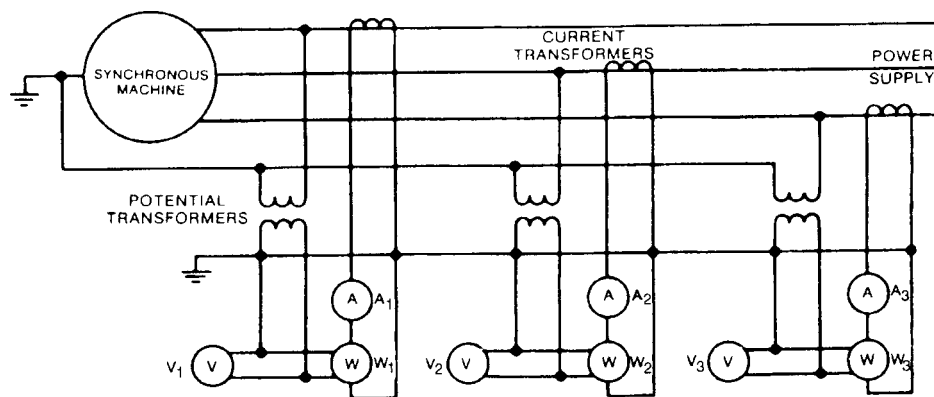 CURRENT
TRANSFORMERS
POWER
SUPPLY
SYNCHRONOUS
MACHINE
POTENTIAL
TRANSFORMERS
A A1
A A2
A A3
V1 V W W1
V2 V W W2
V3 V W W3